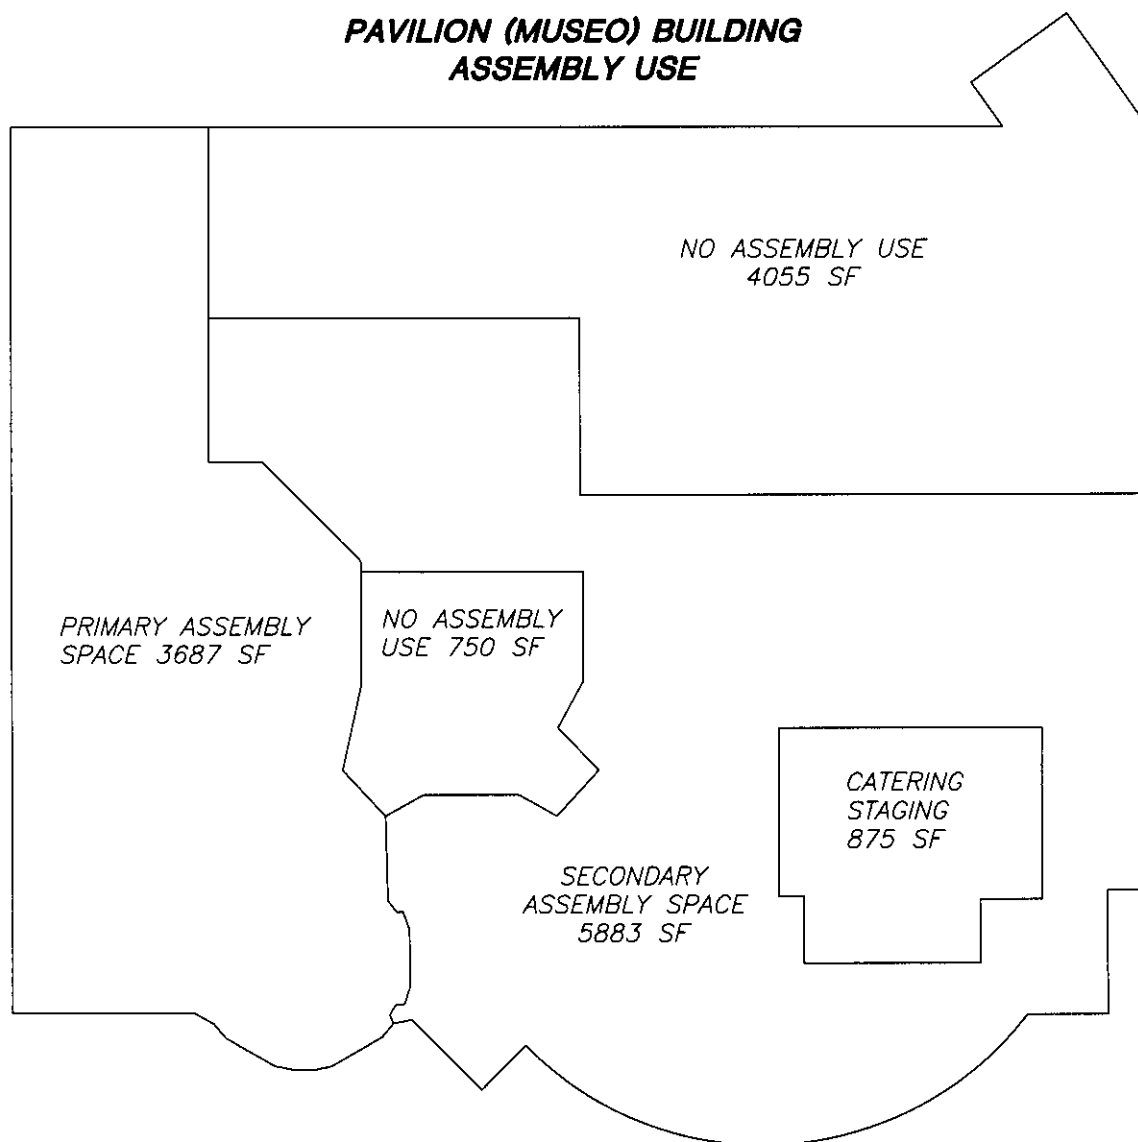 PAVILION (MUSEO) BUILDING
ASSEMBLY USE
NO ASSEMBLY USE
4055 SF
PRIMARY ASSEMBLY
SPACE 3687 SF
NO ASSEMBLY
USE 750 SF
CATERING
STAGING
875 SF
SECONDARY
ASSEMBLY SPACE
5883 SF